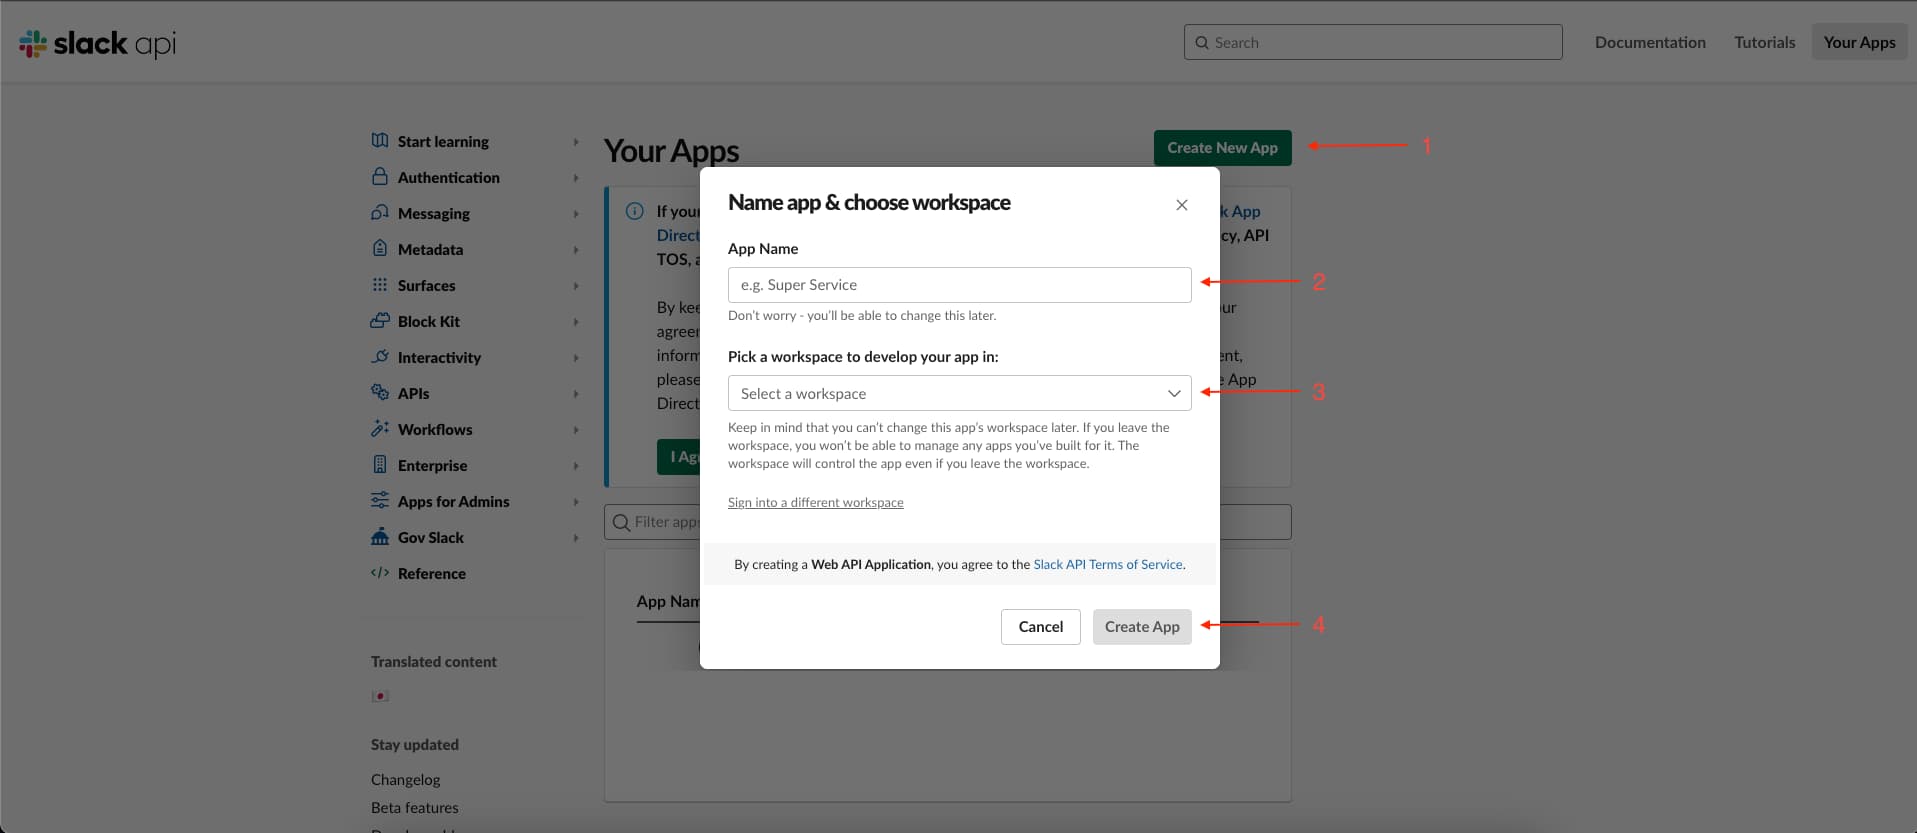 slack api
Search
Documentation
Tutorials
Your Apps
Start learning
Authentication
Messaging
Metadata
Surfaces
Block Kit
Interactivity
APIs
Workflows
Enterprise
Apps for Admins
Gov Slack
Reference
Translated content
Stay updated
Changelog
Beta features
Your Apps
Create New App
1
If your
k App
Direct
cy, API
TOS, a
By kee
ur
agree
inform
ent,
please
e App
Direct
I Agr
Filter apps
App Nam
Name app & choose workspace
App Name
e.g. Super Service
2
Don't worry - you'll be able to change this later.
Pick a workspace to develop your app in:
Select a workspace
3
Keep in mind that you can't change this app's workspace later. If you leave the
workspace, you won't be able to manage any apps you've built for it. The
workspace will control the app even if you leave the workspace.
Sign into a different workspace
By creating a Web API Application, you agree to the Slack API Terms of Service.
Cancel
Create App
4